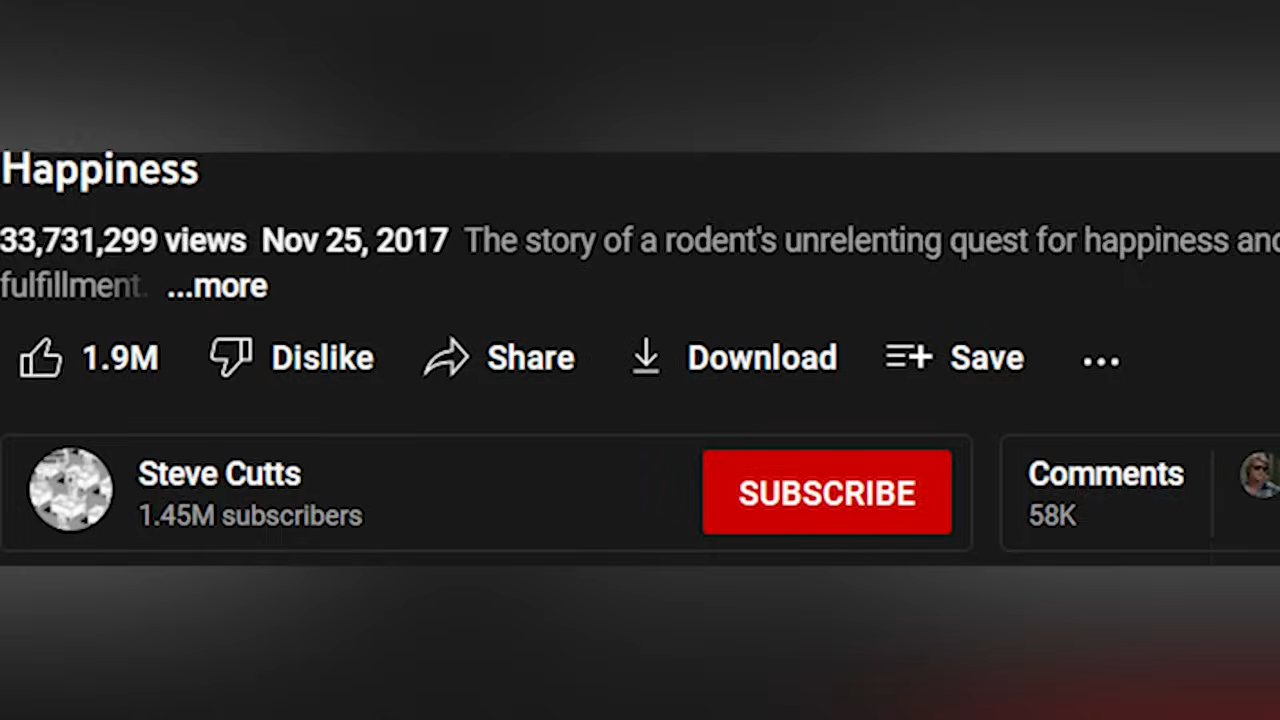 Happiness
33,731,299 views Nov 25, 2017 The story of a rodent's unrelenting quest for happiness and
fulfillment. ...more
1.9M Dislike Share Download Save ...
Steve Cutts
1.45M subscribers
SUBSCRIBE
Comments
58K